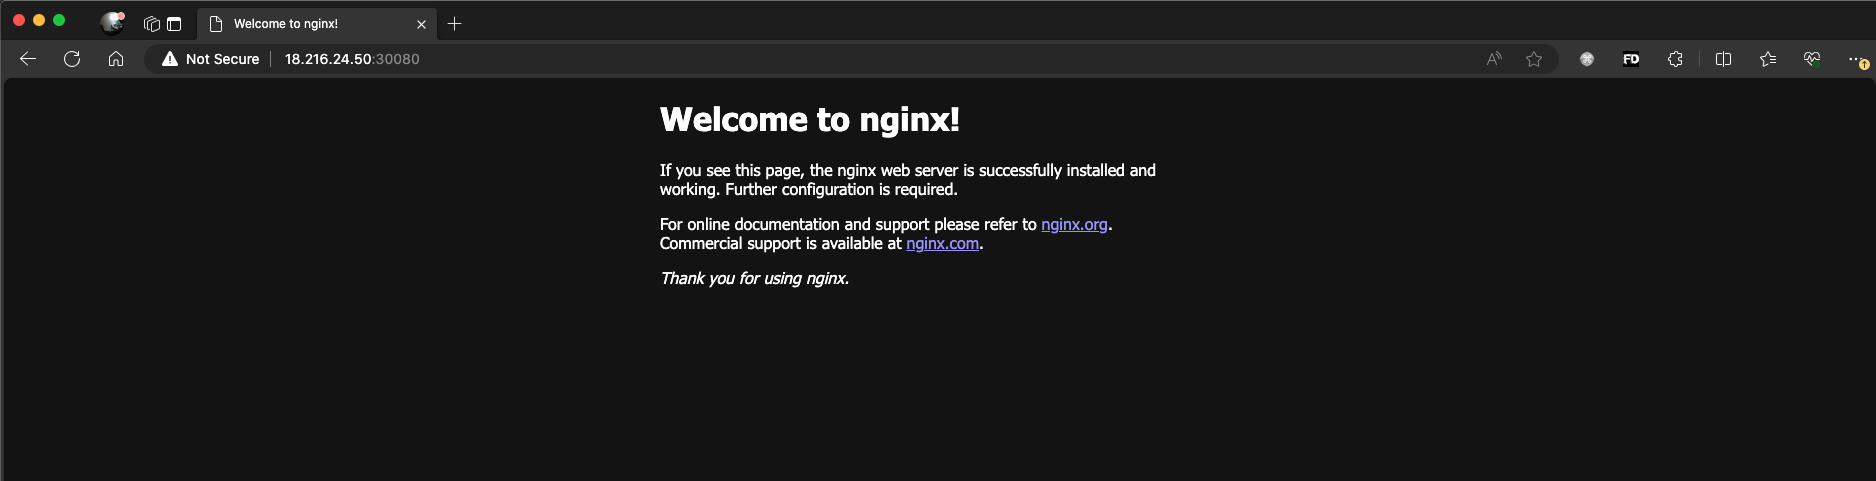 Welcome to nginx!
Not Secure
18.216.24.50:30080
A
FD
Welcome to nginx!
If you see this page, the nginx web server is successfully installed and
working. Further configuration is required.
For online documentation and support please refer to nginx.org.
Commercial support is available at nginx.com.
Thank you for using nginx.